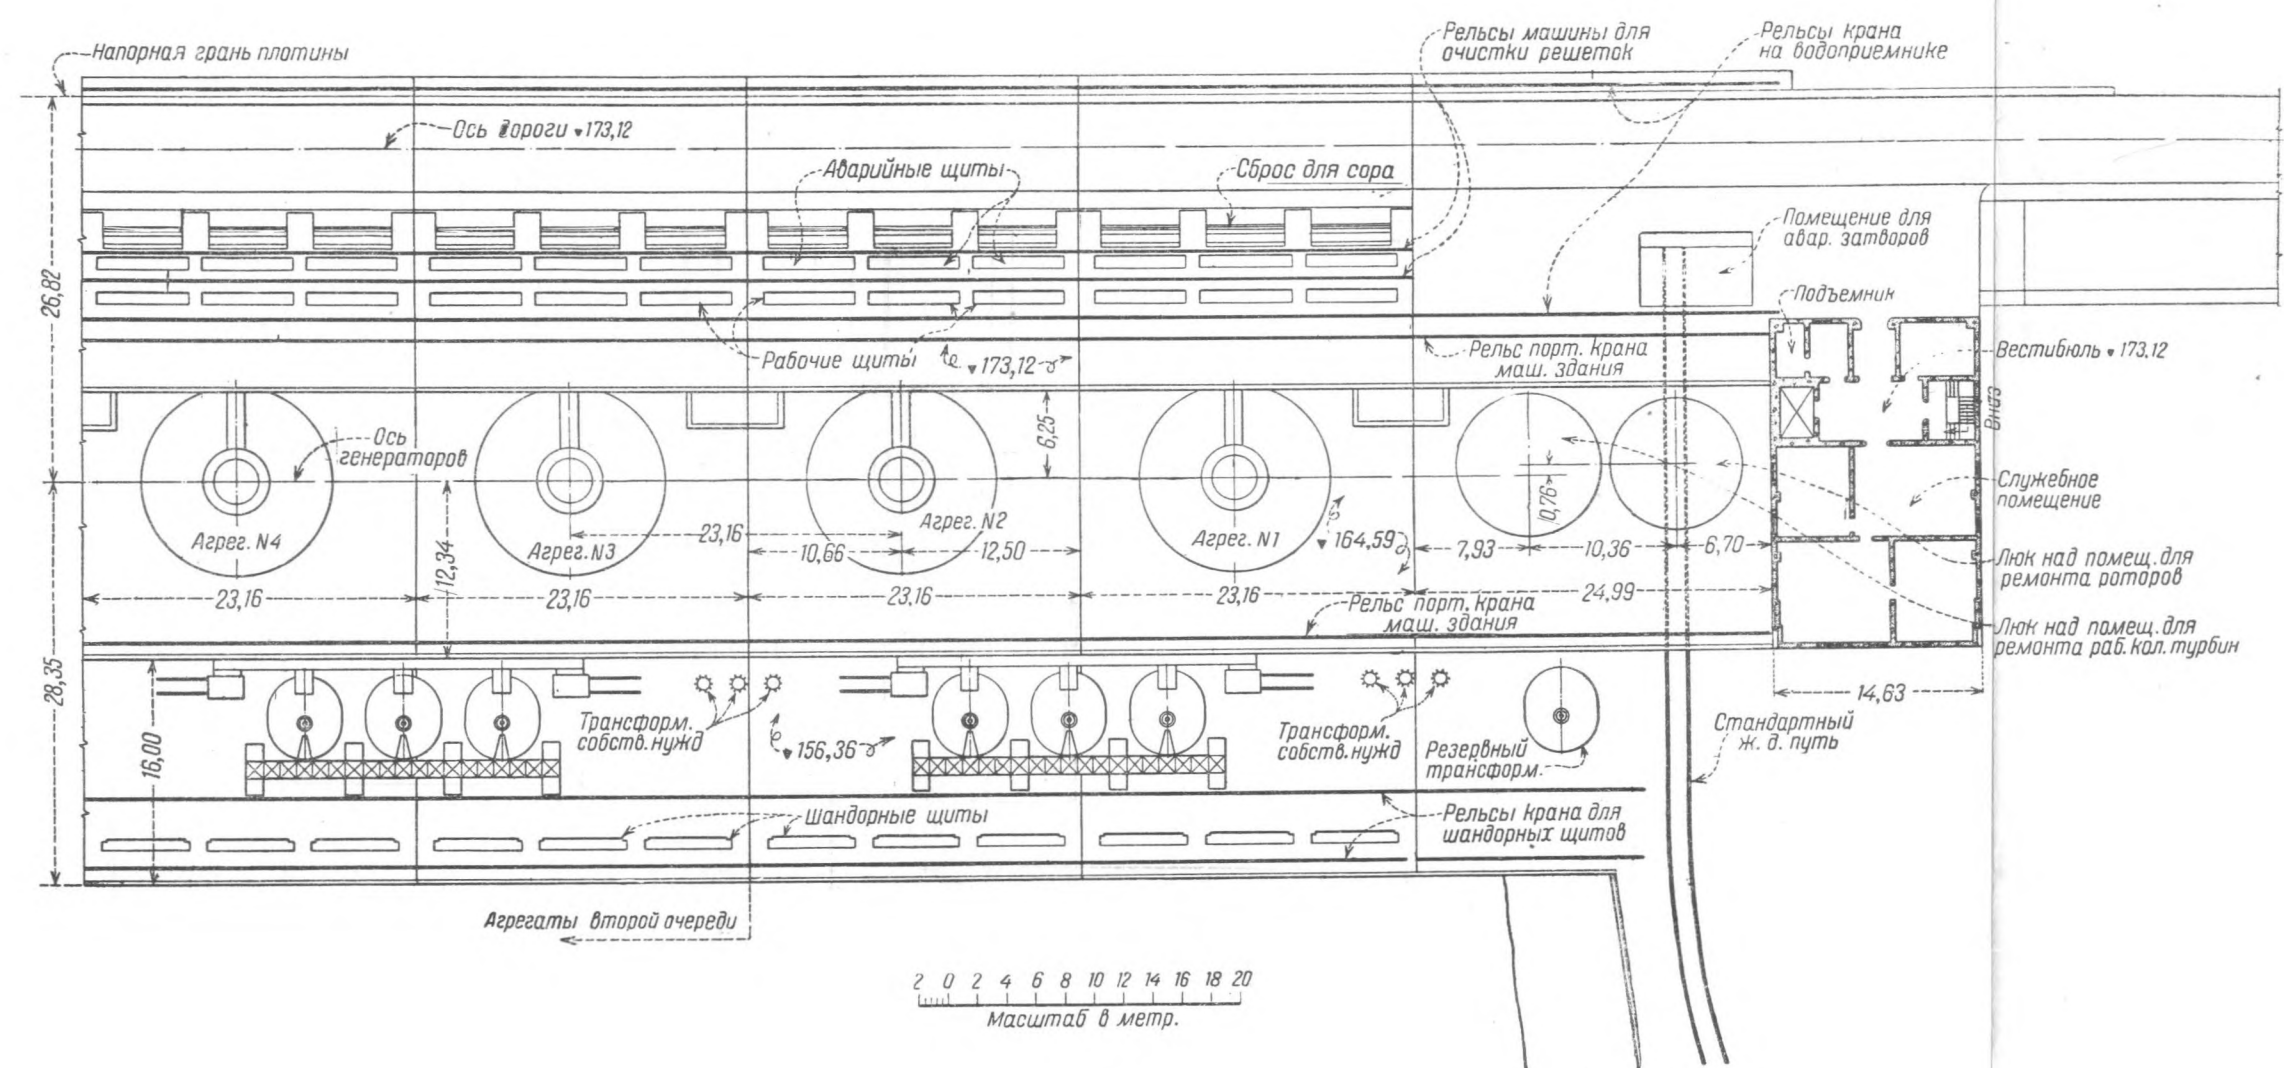 Напорная грань плотины
Рельсы машины для
очистки решеток
Рельсы крана
на водоприемнике
Ось дороги ▾173,12
Аварийные щиты
Сброс для сора
Помещение для
авар. затворов
26,82
Подъемник
Рабочие щиты
▾173,12
Рельс порт. крана
маш. здания
Вестибюль ▾173,12
Вниз
6,25
Ось
генераторов
Служебное
помещение
0,76
Агрег. N4
Агрег. N3
Агрег. N2
Агрег. N1
23,16
10,66
12,50
▾164,59
7,93
10,36
6,70
12,34
Люк над помещ. для
ремонта роторов
23,16
23,16
23,16
23,16
24,99
Рельс порт. крана
маш. здания
Люк над помещ. для
ремонта раб. кол. турбин
28,35
14,63
16,00
Трансформ.
собств. нужд
▾156,36
Трансформ.
собств. нужд
Резервный
трансформ.
Стандартный
ж. д. путь
Шандорные щиты
Рельсы крана для
шандорных щитов
Агрегаты второй очереди
2 0 2 4 6 8 10 12 14 16 18 20
Масштаб в метр.